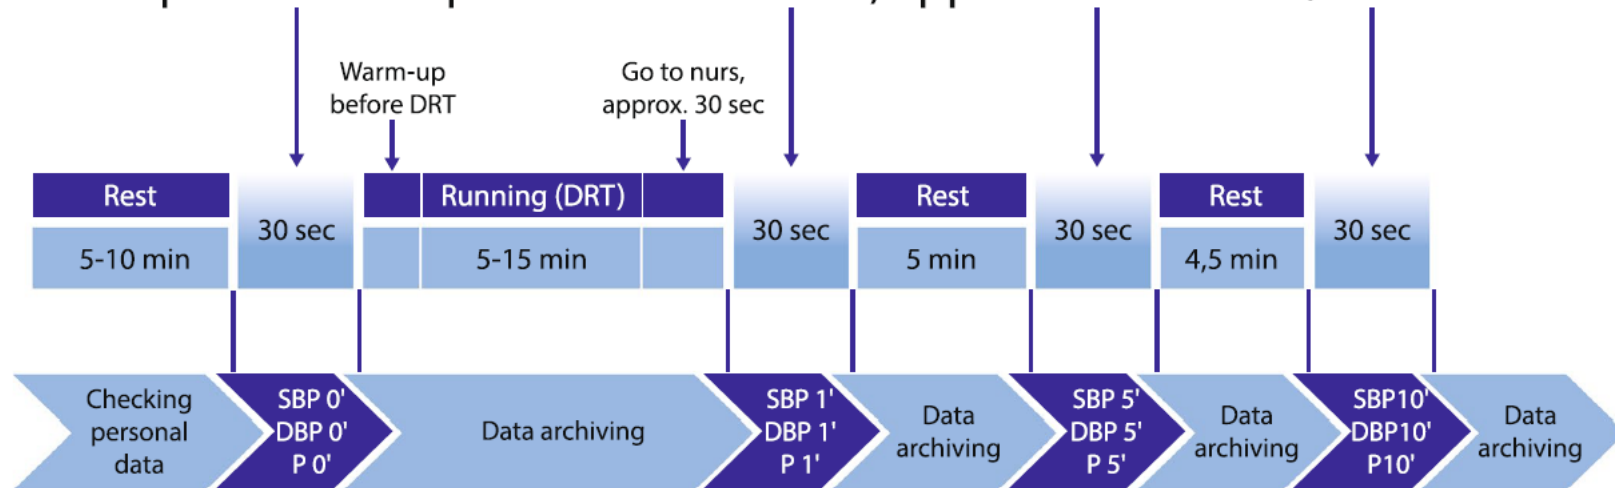 Warm-up
before DRT
Go to nurs,
approx. 30 sec
Rest
30 sec
Running (DRT)
30 sec
Rest
30 sec
Rest
30 sec
5-10 min
5-15 min
5 min
4,5 min
Checking
personal
data
SBP 0'
DBP 0'
P 0'
Data archiving
SBP 1'
DBP 1'
P 1'
Data
archiving
SBP 5'
DBP 5'
P 5'
Data
archiving
SBP10'
DBP10'
P10'
Data
archiving